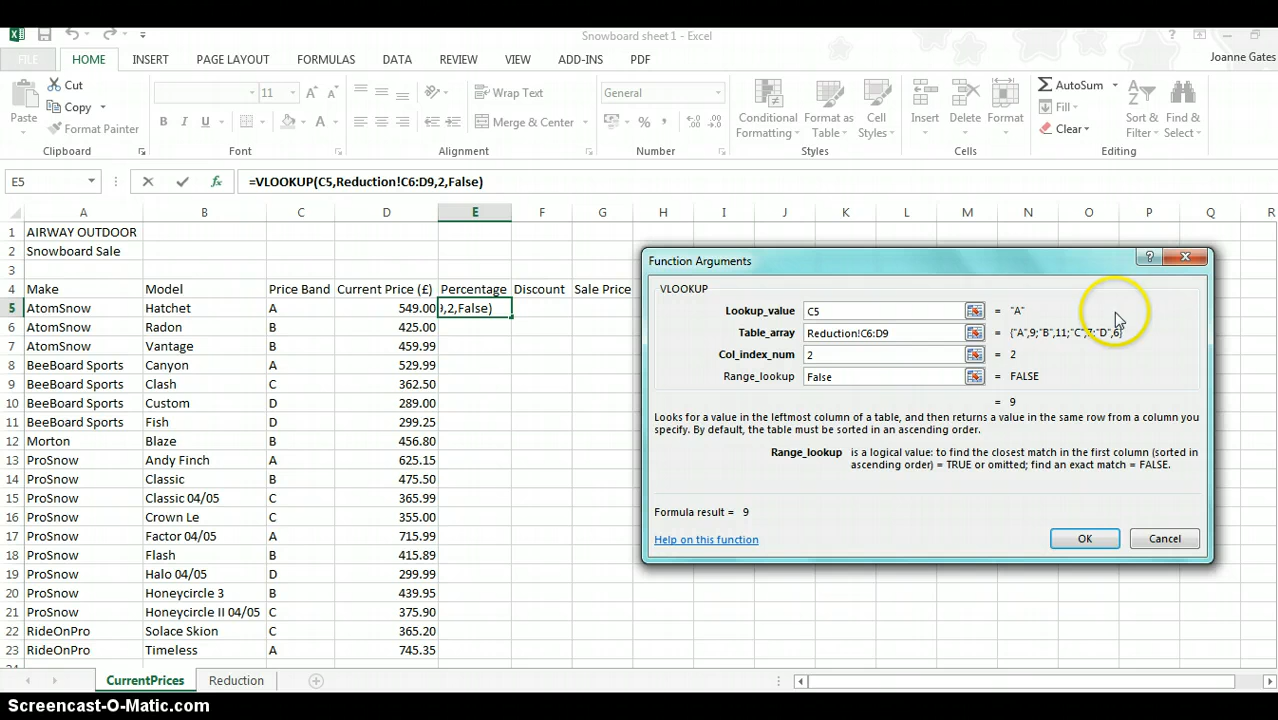 Snowboard sheet 1 - Excel
FILE HOME INSERT PAGE LAYOUT FORMULAS DATA REVIEW VIEW ADD-INS PDF Joanne Gates
Paste Cut Copy Format Painter Clipboard
11 A A B I U A Font
Wrap Text Merge & Center Alignment
General % , Number
Conditional Formatting Format as Table Cell Styles Styles
Insert Delete Format Cells
AutoSum Fill Clear Sort & Filter Find & Select Editing
E5 fx =VLOOKUP(C5,Reduction!C6:D9,2,False)
A B C D E F G H I J K L M N O P Q R
1 AIRWAY OUTDOOR
2 Snowboard Sale
3
4 Make Model Price Band Current Price (£) Percentage Discount Sale Price
5 AtomSnow Hatchet A 549.00 ,2,False)
6 AtomSnow Radon B 425.00
7 AtomSnow Vantage B 459.99
8 BeeBoard Sports Canyon A 529.99
9 BeeBoard Sports Clash C 362.50
10 BeeBoard Sports Custom D 289.00
11 BeeBoard Sports Fish D 299.25
12 Morton Blaze B 456.80
13 ProSnow Andy Finch A 625.15
14 ProSnow Classic B 475.50
15 ProSnow Classic 04/05 C 365.99
16 ProSnow Crown Le C 355.00
17 ProSnow Factor 04/05 A 715.99
18 ProSnow Flash B 415.89
19 ProSnow Halo 04/05 D 299.99
20 ProSnow Honeycircle 3 B 439.95
21 ProSnow Honeycircle II 04/05 C 375.90
22 RideOnPro Solace Skion C 365.20
23 RideOnPro Timeless A 745.35
Function Arguments
VLOOKUP
Lookup_value C5 = "A"
Table_array Reduction!C6:D9 = {"A",9;"B",11;"C",7;"D",6}
Col_index_num 2 = 2
Range_lookup False = FALSE
= 9
Looks for a value in the leftmost column of a table, and then returns a value in the same row from a column you
specify. By default, the table must be sorted in an ascending order.
Range_lookup is a logical value: to find the closest match in the first column (sorted in
ascending order) = TRUE or omitted; find an exact match = FALSE.
Formula result = 9
Help on this function OK Cancel
CurrentPrices Reduction
Screencast-O-Matic.com